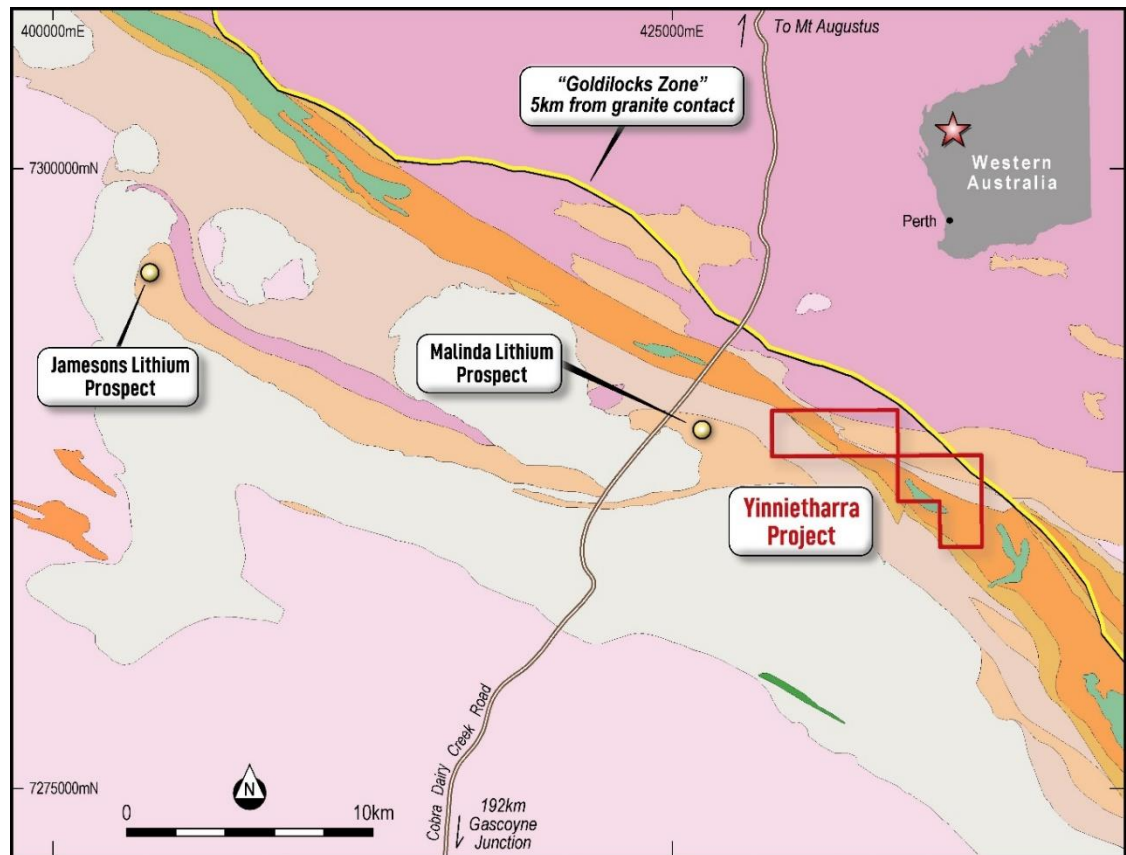 400000mE
425000mE
To Mt Augustus
“Goldilocks Zone”
5km from granite contact
7300000mN
Western
Australia
Perth
Jamesons Lithium
Prospect
Malinda Lithium
Prospect
Yinnietharra
Project
Cobra Dairy Creek Road
7275000mN
N
0
10km
192km
Gascoyne
Junction